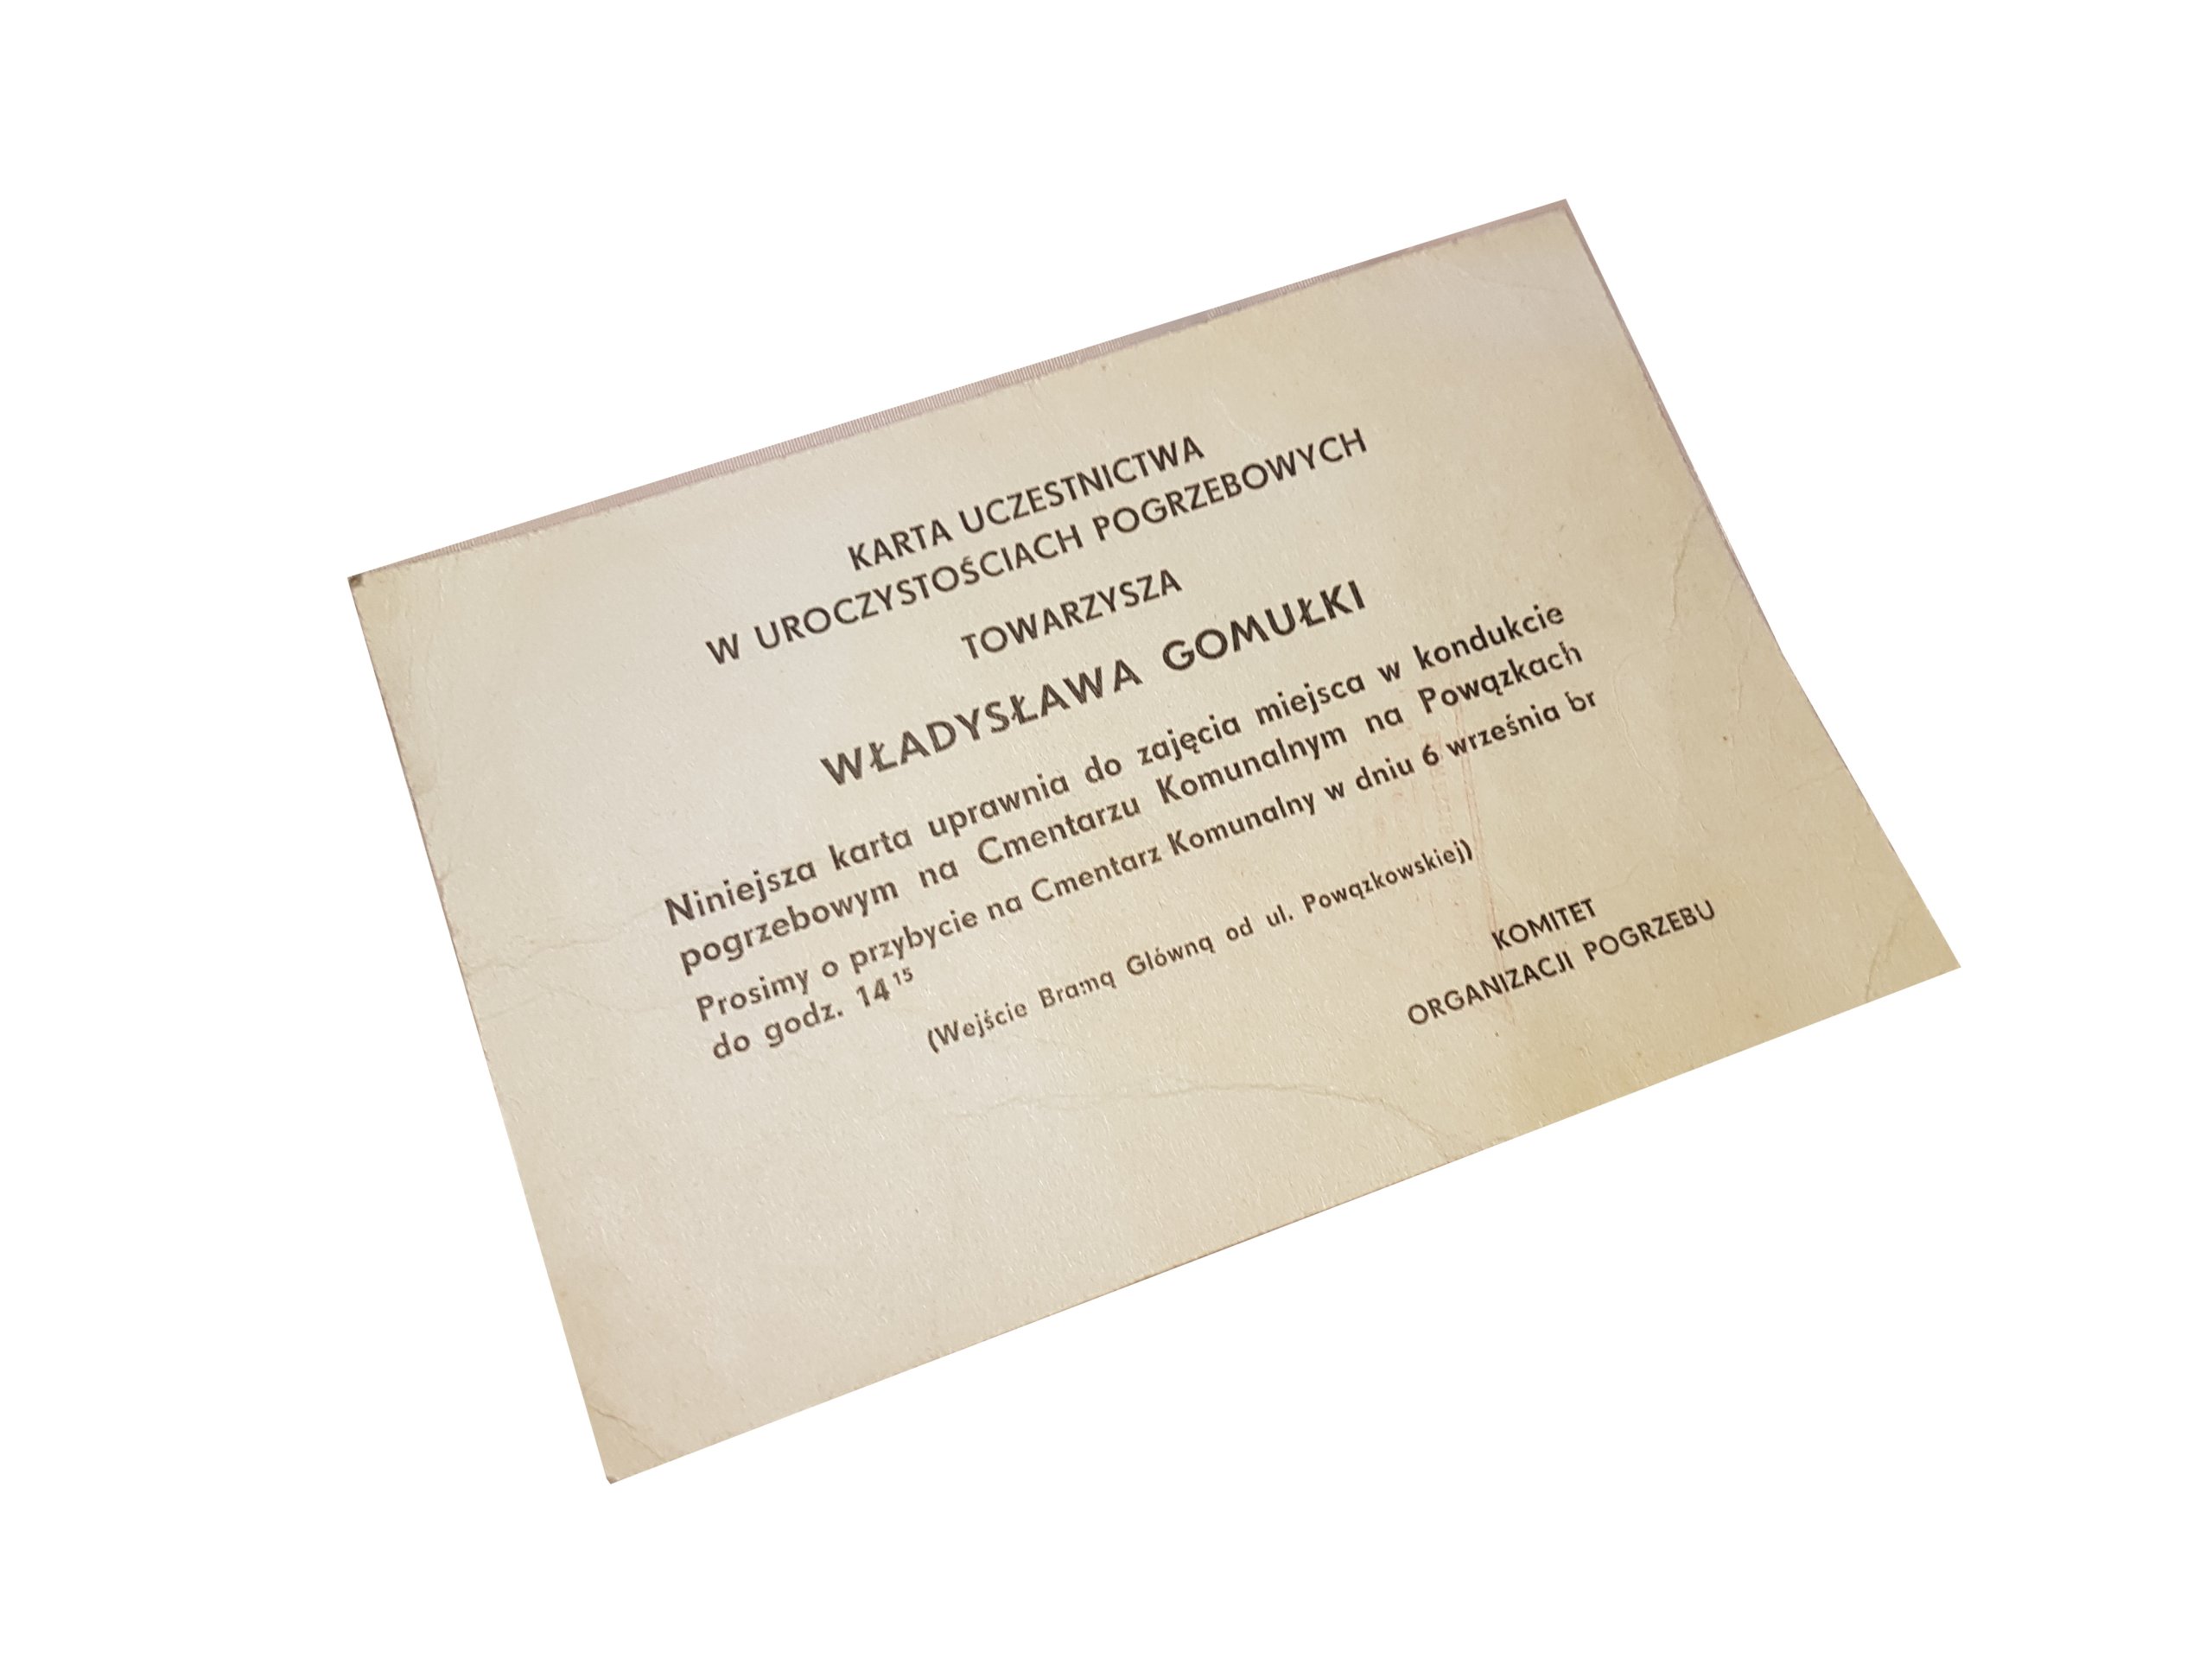 KARTA UCZESTNICTWA
W UROCZYSTOŚCIACH POGRZEBOWYCH
TOWARZYSZA
WŁADYSŁAWA GOMUŁKI
Niniejsza karta uprawnia do zajęcia miejsca w kondukcie
pogrzebowym na Cmentarzu Komunalnym na Powązkach
Prosimy o przybycie na Cmentarz Komunalny w dniu 6 września br
do godz. 14¹⁵
(Wejście Bramą Główną od ul. Powązkowskiej)
KOMITET
ORGANIZACJI POGRZEBU